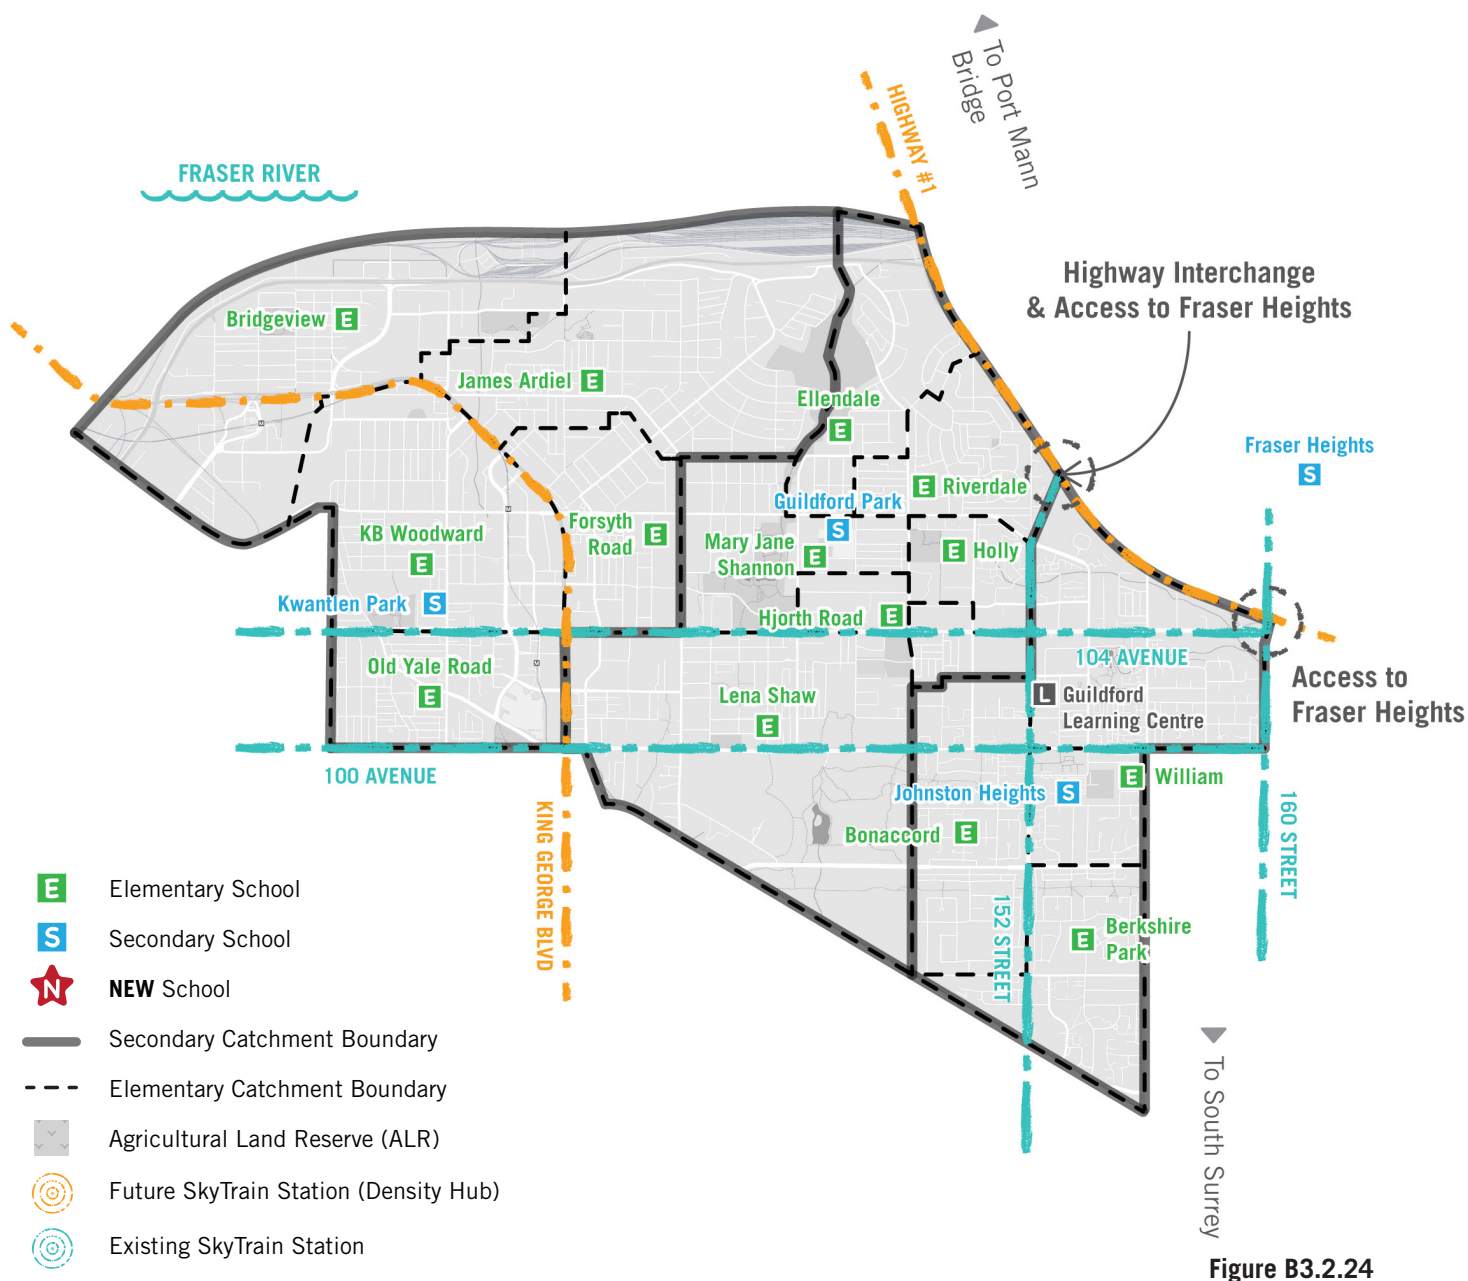 To Port Mann
Bridge
HIGHWAY #1
FRASER RIVER
Highway Interchange
& Access to Fraser Heights
Bridgeview E
James Ardiel E
Ellendale
E
Fraser Heights
S
E Riverdale
Guildford Park
S
KB Woodward
E
Forsyth
Road E
Mary Jane
Shannon E
E Holly
Kwantlen Park S
Hjorth Road E
104 AVENUE
Old Yale Road
E
Lena Shaw
E
L Guildford
Learning Centre
Access to
Fraser Heights
100 AVENUE
E William
Johnston Heights S
Bonaccord E
KING GEORGE BLVD
152 STREET
160 STREET
E Berkshire
Park
To South Surrey
E Elementary School
S Secondary School
N NEW School
Secondary Catchment Boundary
Elementary Catchment Boundary
Agricultural Land Reserve (ALR)
Future SkyTrain Station (Density Hub)
Existing SkyTrain Station
Figure B3.2.24